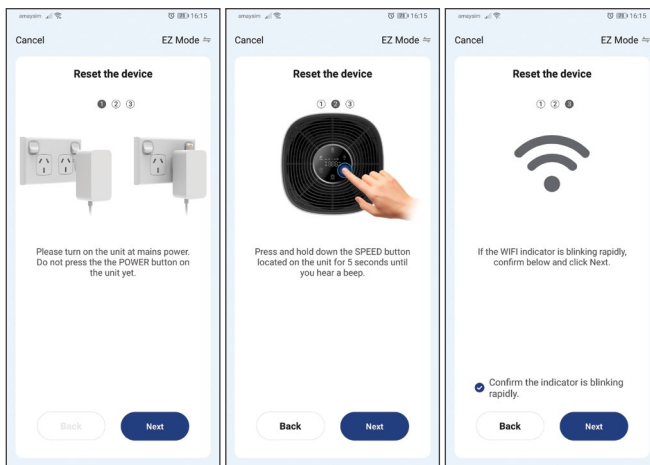 amaysim 16:15
Cancel EZ Mode
Reset the device
1 2 3
Please turn on the unit at mains power.
Do not press the the POWER button on
the unit yet.
Back Next
amaysim 16:15
Cancel EZ Mode
Reset the device
1 2 3
Press and hold down the SPEED button
located on the unit for 5 seconds until
you hear a beep.
Back Next
amaysim 16:15
Cancel EZ Mode
Reset the device
1 2 3
If the WIFI indicator is blinking rapidly,
confirm below and click Next.
Confirm the indicator is blinking
rapidly.
Back Next